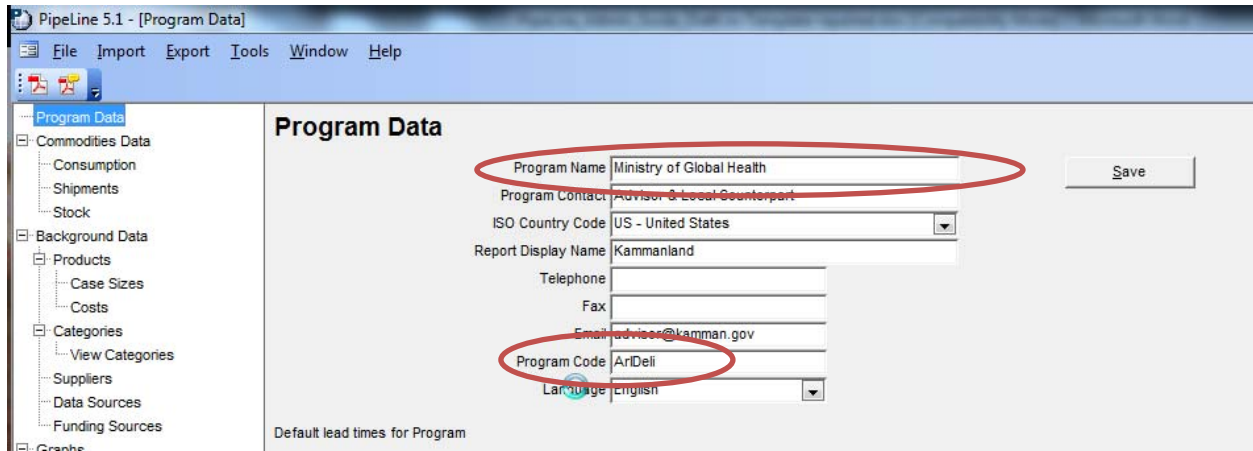 PipeLine 5.1 - [Program Data]
File Import Export Tools Window Help
Program Data
Commodities Data
Consumption
Shipments
Stock
Background Data
Products
Case Sizes
Costs
Categories
View Categories
Suppliers
Data Sources
Funding Sources
Graphs
Program Data
Program Name Ministry of Global Health
Save
Program Contact Advisor & Local Counterpart
ISO Country Code US - United States
Report Display Name Kammanland
Telephone
Fax
Email advisor@kamman.gov
Program Code ArlDeli
Language English
Default lead times for Program